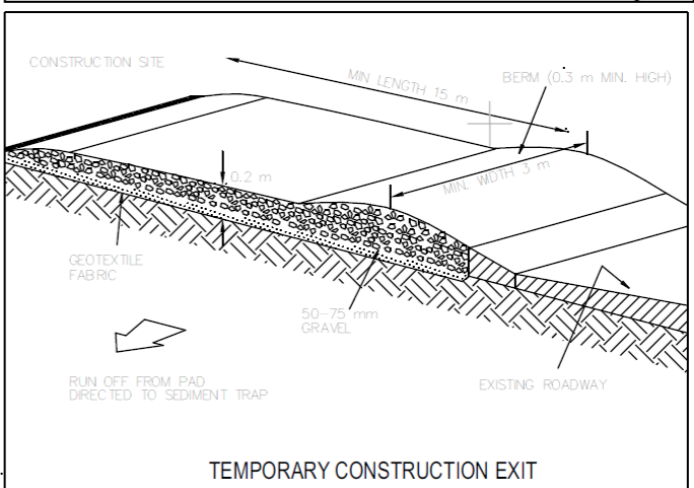 CONSTRUCTION SITE
MIN LENGTH 15 m
BERM (0.3 m MIN. HIGH)
MIN. WIDTH 3 m
0.2 m
GEOTEXTILE
FABRIC
50-75 mm
GRAVEL
RUN OFF FROM PAD
DIRECTED TO SEDIMENT TRAP
EXISTING ROADWAY
TEMPORARY CONSTRUCTION EXIT